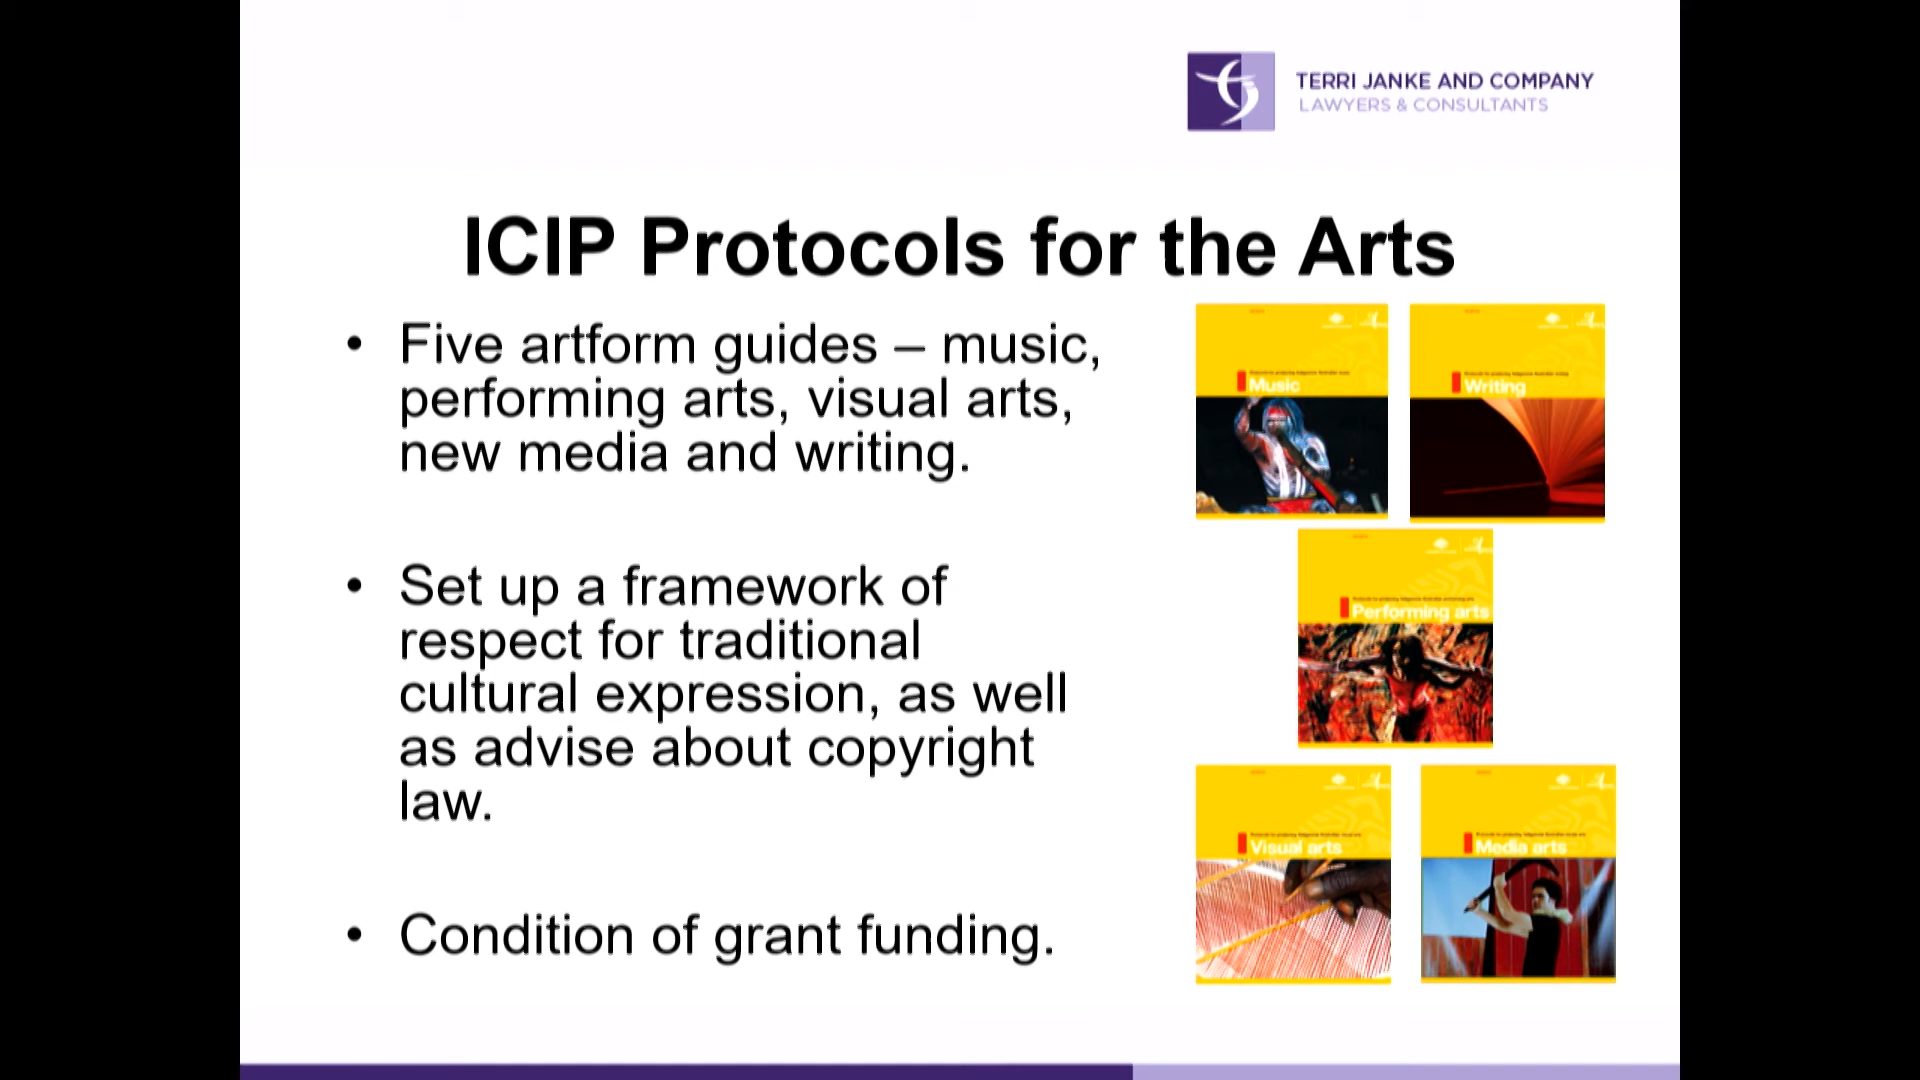 TERRI JANKE AND COMPANY
LAWYERS & CONSULTANTS
ICIP Protocols for the Arts
• Five artform guides – music,
performing arts, visual arts,
new media and writing.
• Set up a framework of
respect for traditional
cultural expression, as well
as advise about copyright
law.
• Condition of grant funding.
Music
Writing
Performing arts
Visual arts
Media arts